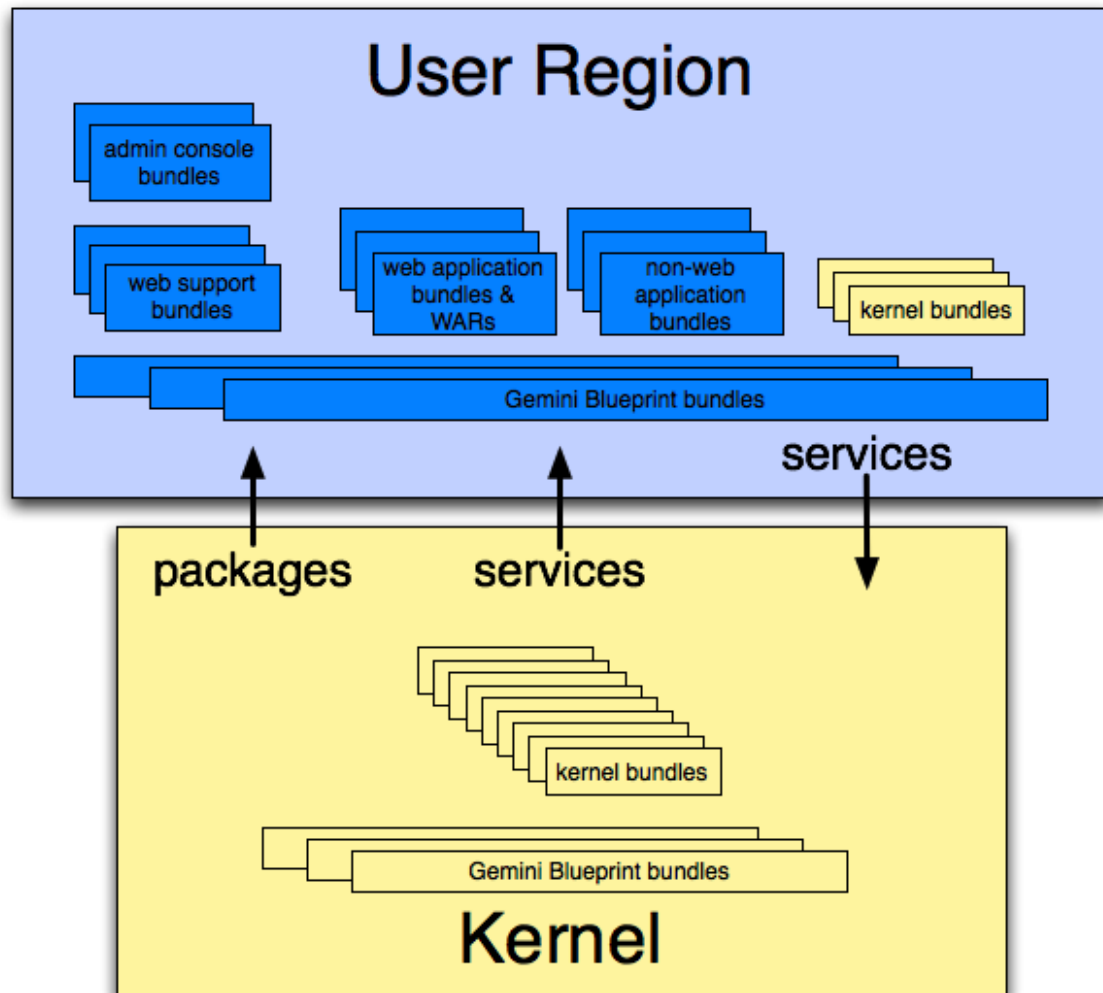 User Region
admin console
bundles
web support
bundles
web application
bundles &
WARs
non-web
application
bundles
kernel bundles
Gemini Blueprint bundles
services
packages
services
kernel bundles
Gemini Blueprint bundles
Kernel